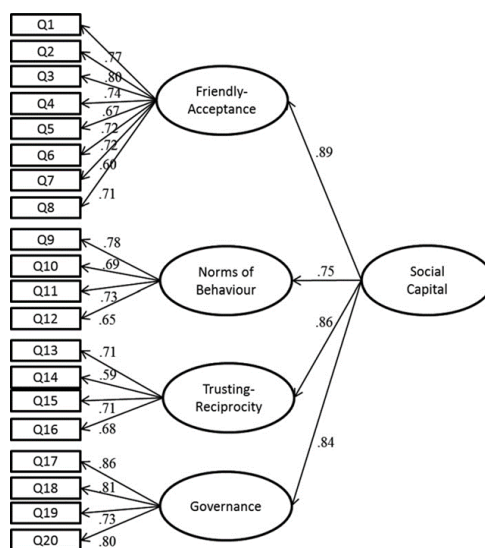 Q1
Q2
Q3
Q4
Q5
Q6
Q7
Q8
.77
.80
.74
.67
.72
.72
.60
.71
Friendly-
Acceptance
.89
Q9
Q10
Q11
Q12
.78
.69
.73
.65
Norms of
Behaviour
.75
Social
Capital
Q13
Q14
Q15
Q16
.71
.59
.71
.68
Trusting-
Reciprocity
.86
Q17
Q18
Q19
Q20
.86
.81
.73
.80
Governance
.84